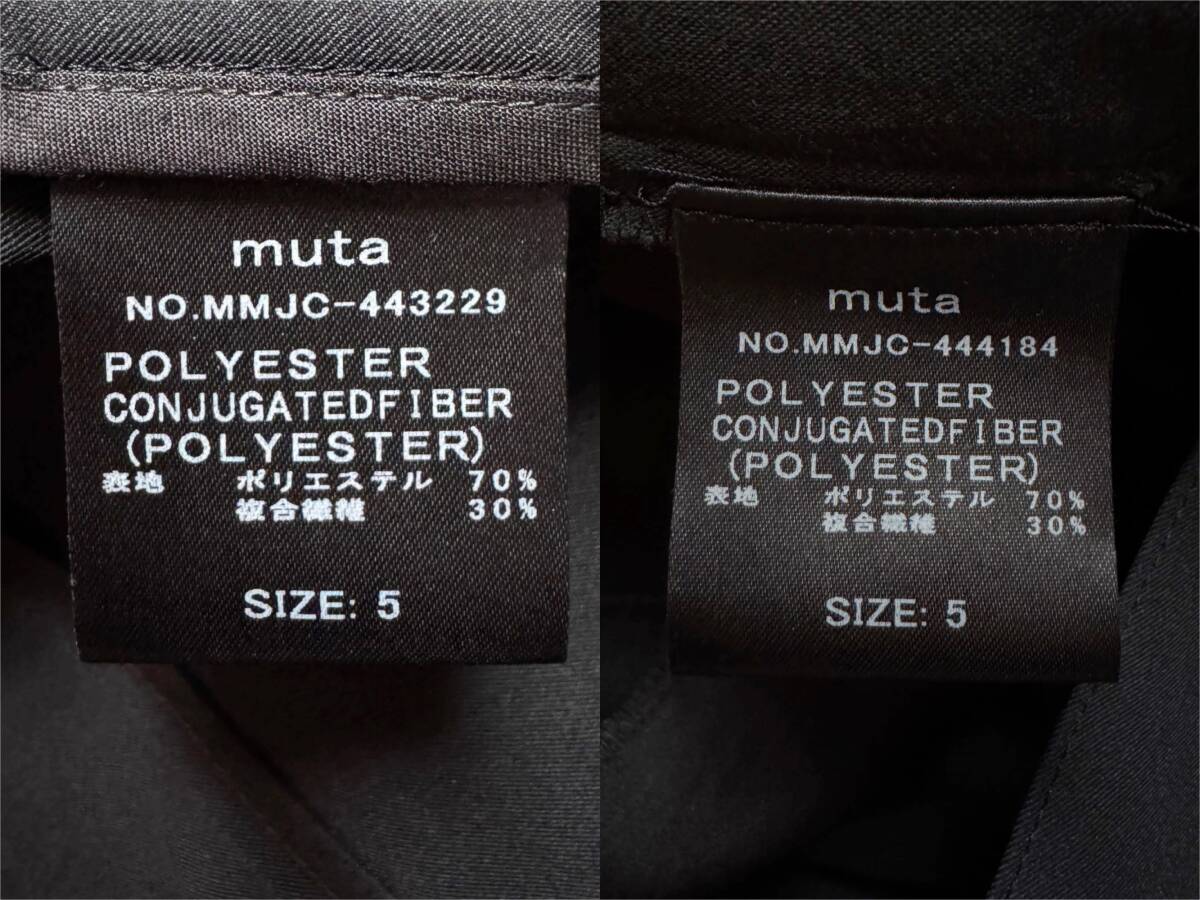 muta
NO.MMJC-443229
POLYESTER
CONJUGATEDFIBER
(POLYESTER)
表地 ポリエステル 70%
複合繊維 30%
SIZE: 5
muta
NO.MMJC-444184
POLYESTER
CONJUGATEDFIBER
(POLYESTER)
表地 ポリエステル 70%
複合繊維 30%
SIZE: 5